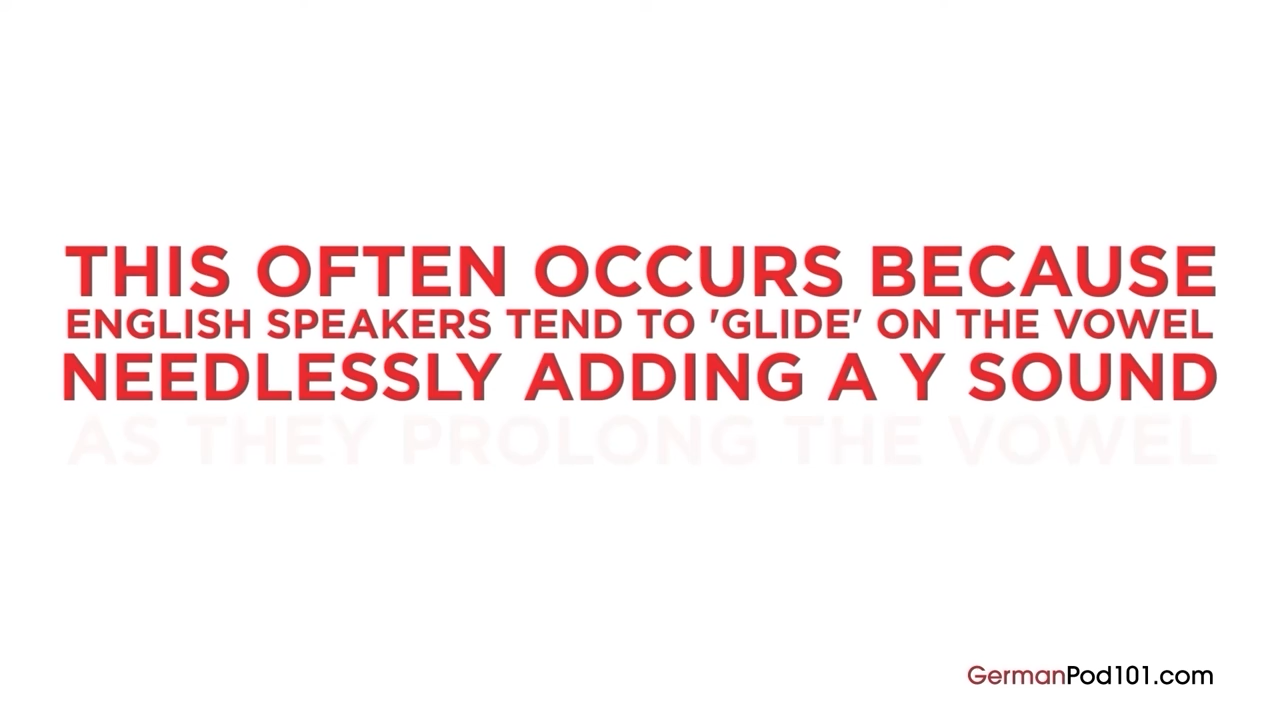 THIS OFTEN OCCURS BECAUSE
ENGLISH SPEAKERS TEND TO 'GLIDE' ON THE VOWEL
NEEDLESSLY ADDING A Y SOUND
AS THEY PROLONG THE VOWEL
GermanPod101.com